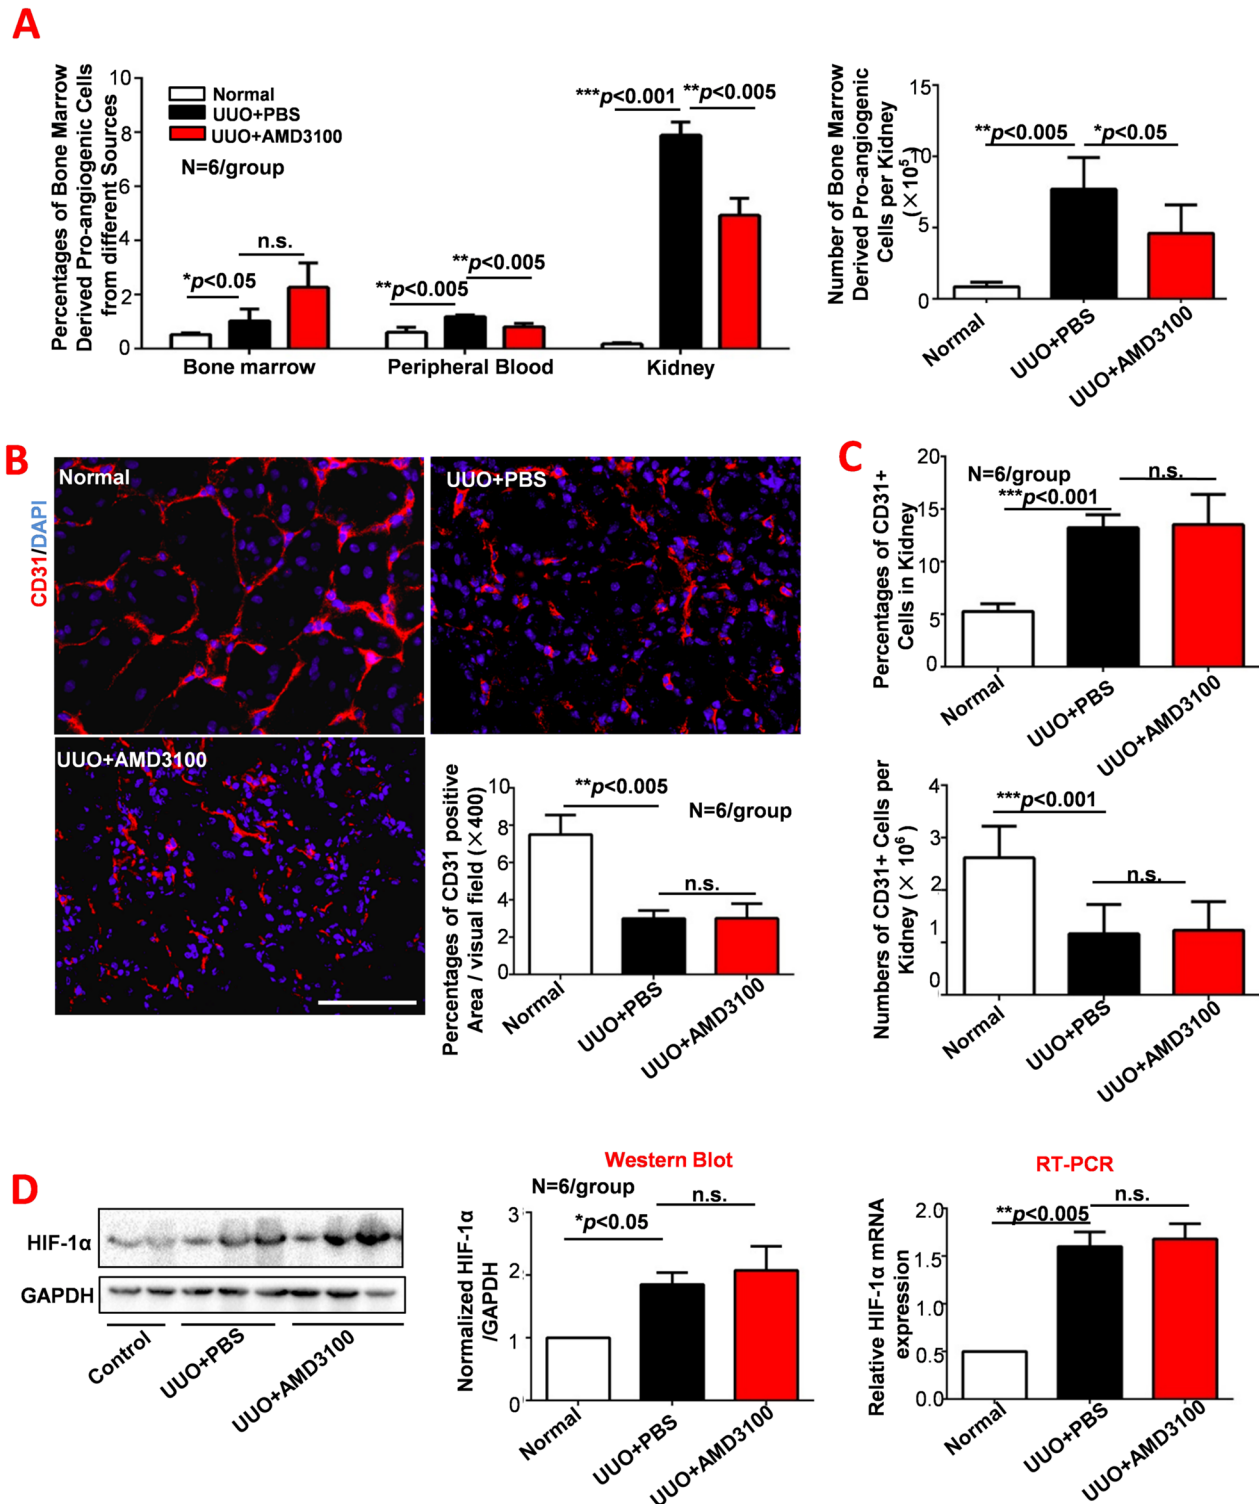 A
Percentages of Bone Marrow
Derived Pro-angiogenic Cells
from different Sources
10
8
6
4
2
0
Normal
UUO+PBS
UUO+AMD3100
N=6/group
*p<0.05
n.s.
**p<0.005
**p<0.005
***p<0.001
**p<0.005
Bone marrow
Peripheral Blood
Kidney
Number of Bone Marrow
Derived Pro-angiogenic
Cells per Kidney
(×10⁵)
15
10
5
0
**p<0.005
*p<0.05
Normal
UUO+PBS
UUO+AMD3100
B
CD31/DAPI
Normal
UUO+PBS
UUO+AMD3100
Percentages of CD31 positive
Area / visual field (×400)
10
8
6
4
2
0
**p<0.005
N=6/group
n.s.
Normal
UUO+PBS
UUO+AMD3100
C
Percentages of CD31+
Cells in Kidney
20
15
10
5
0
N=6/group
***p<0.001
n.s.
Normal
UUO+PBS
UUO+AMD3100
Numbers of CD31+ Cells per
Kidney (× 10⁶)
4
3
2
1
0
***p<0.001
n.s.
Normal
UUO+PBS
UUO+AMD3100
D
HIF-1α
GAPDH
Control
UUO+PBS
UUO+AMD3100
Western Blot
Normalized HIF-1α
/GAPDH
3
2
1
0
N=6/group
*p<0.05
n.s.
Normal
UUO+PBS
UUO+AMD3100
RT-PCR
Relative HIF-1α mRNA
expression
2.0
1.5
1.0
0.5
0.0
**p<0.005
n.s.
Normal
UUO+PBS
UUO+AMD3100